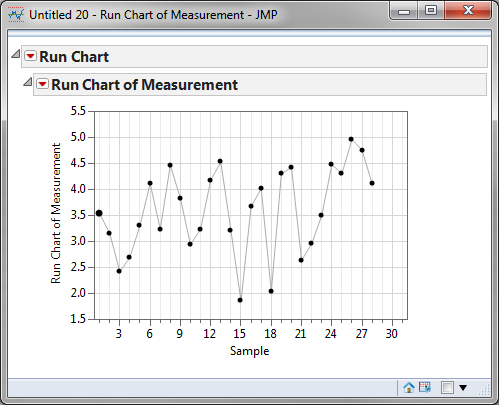 Untitled 20 - Run Chart of Measurement - JMP
Run Chart
Run Chart of Measurement
Run Chart of Measurement
5.5
5.0
4.5
4.0
3.5
3.0
2.5
2.0
1.5
3 6 9 12 15 18 21 24 27 30
Sample